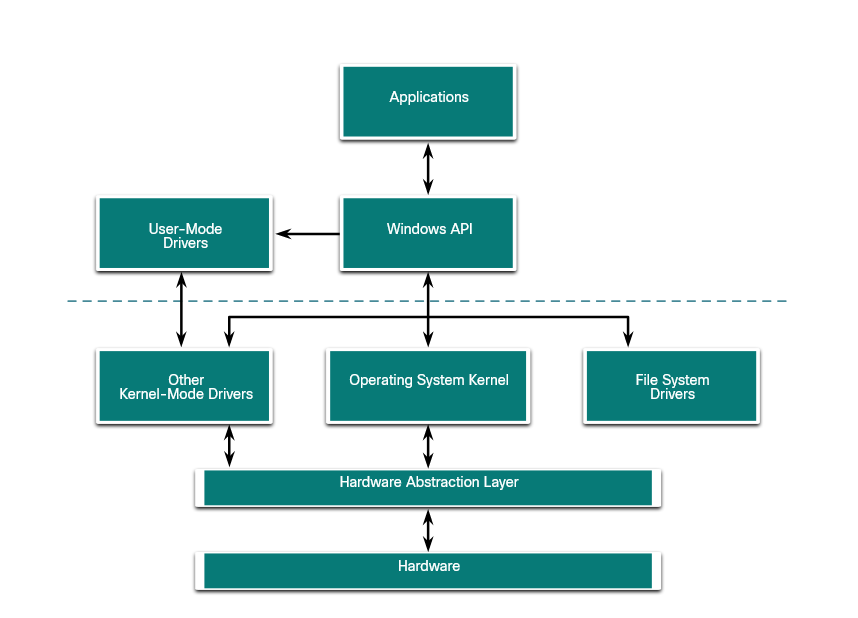 Applications
User-Mode
Drivers
Windows API
Other
Kernel-Mode Drivers
Operating System Kernel
File System
Drivers
Hardware Abstraction Layer
Hardware